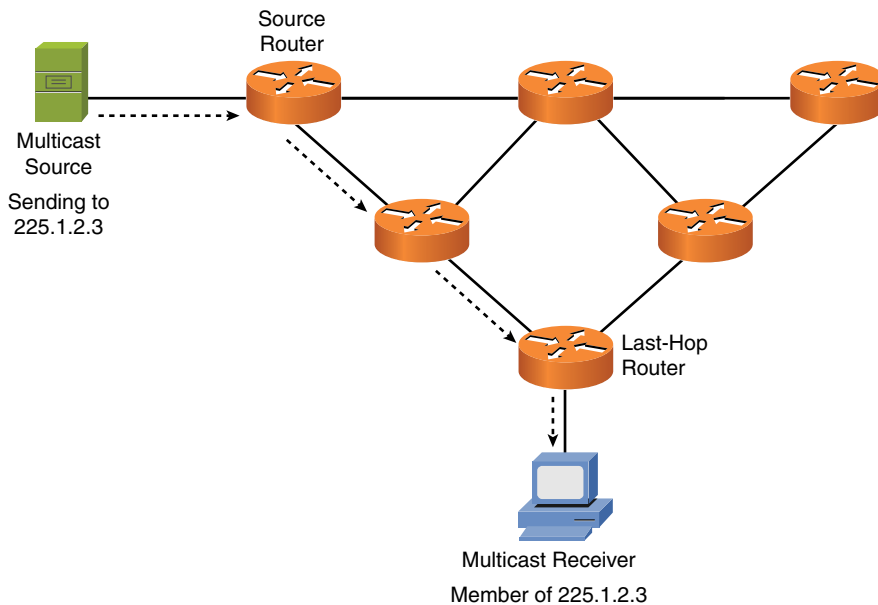 Source
Router
Multicast
Source
Sending to
225.1.2.3
Last-Hop
Router
Multicast Receiver
Member of 225.1.2.3